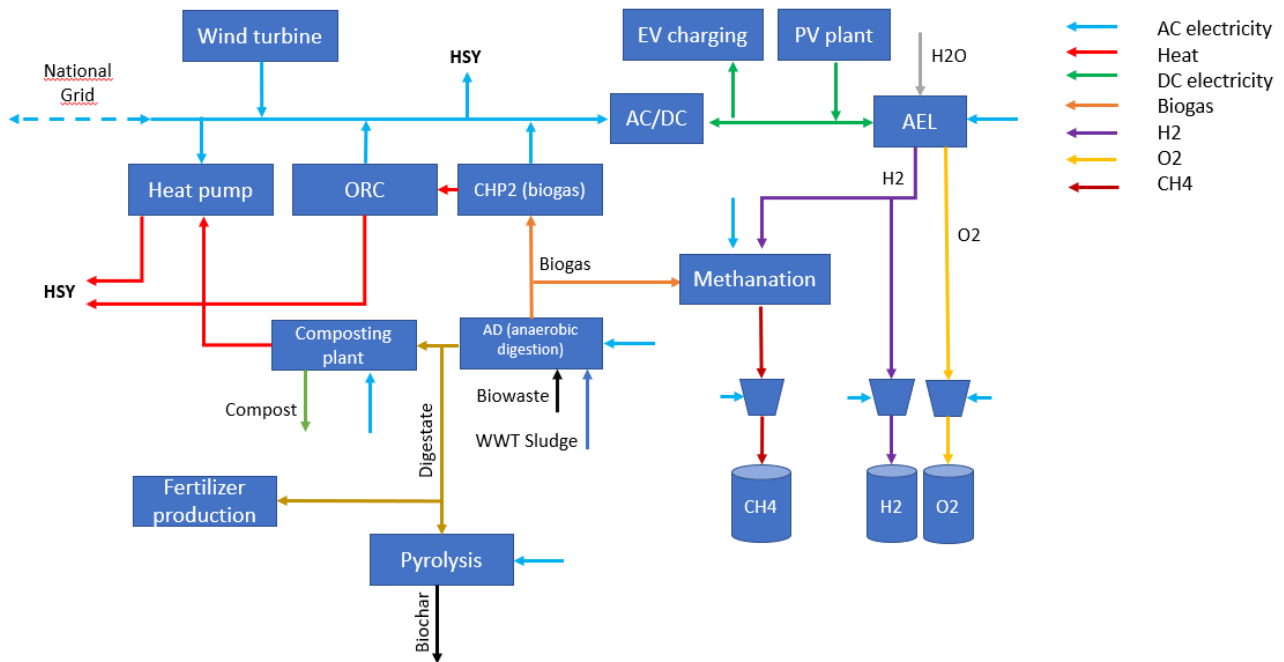 Wind turbine
EV charging
PV plant
AC electricity
Heat
DC electricity
Biogas
H2
O2
CH4
National
Grid
HSY
H2O
AC/DC
AEL
Heat pump
ORC
CHP2 (biogas)
H2
O2
Biogas
Methanation
HSY
Composting
plant
AD (anaerobic
digestion)
Compost
Digestate
Biowaste
WWT Sludge
Fertilizer
production
CH4
H2
O2
Pyrolysis
Biochar